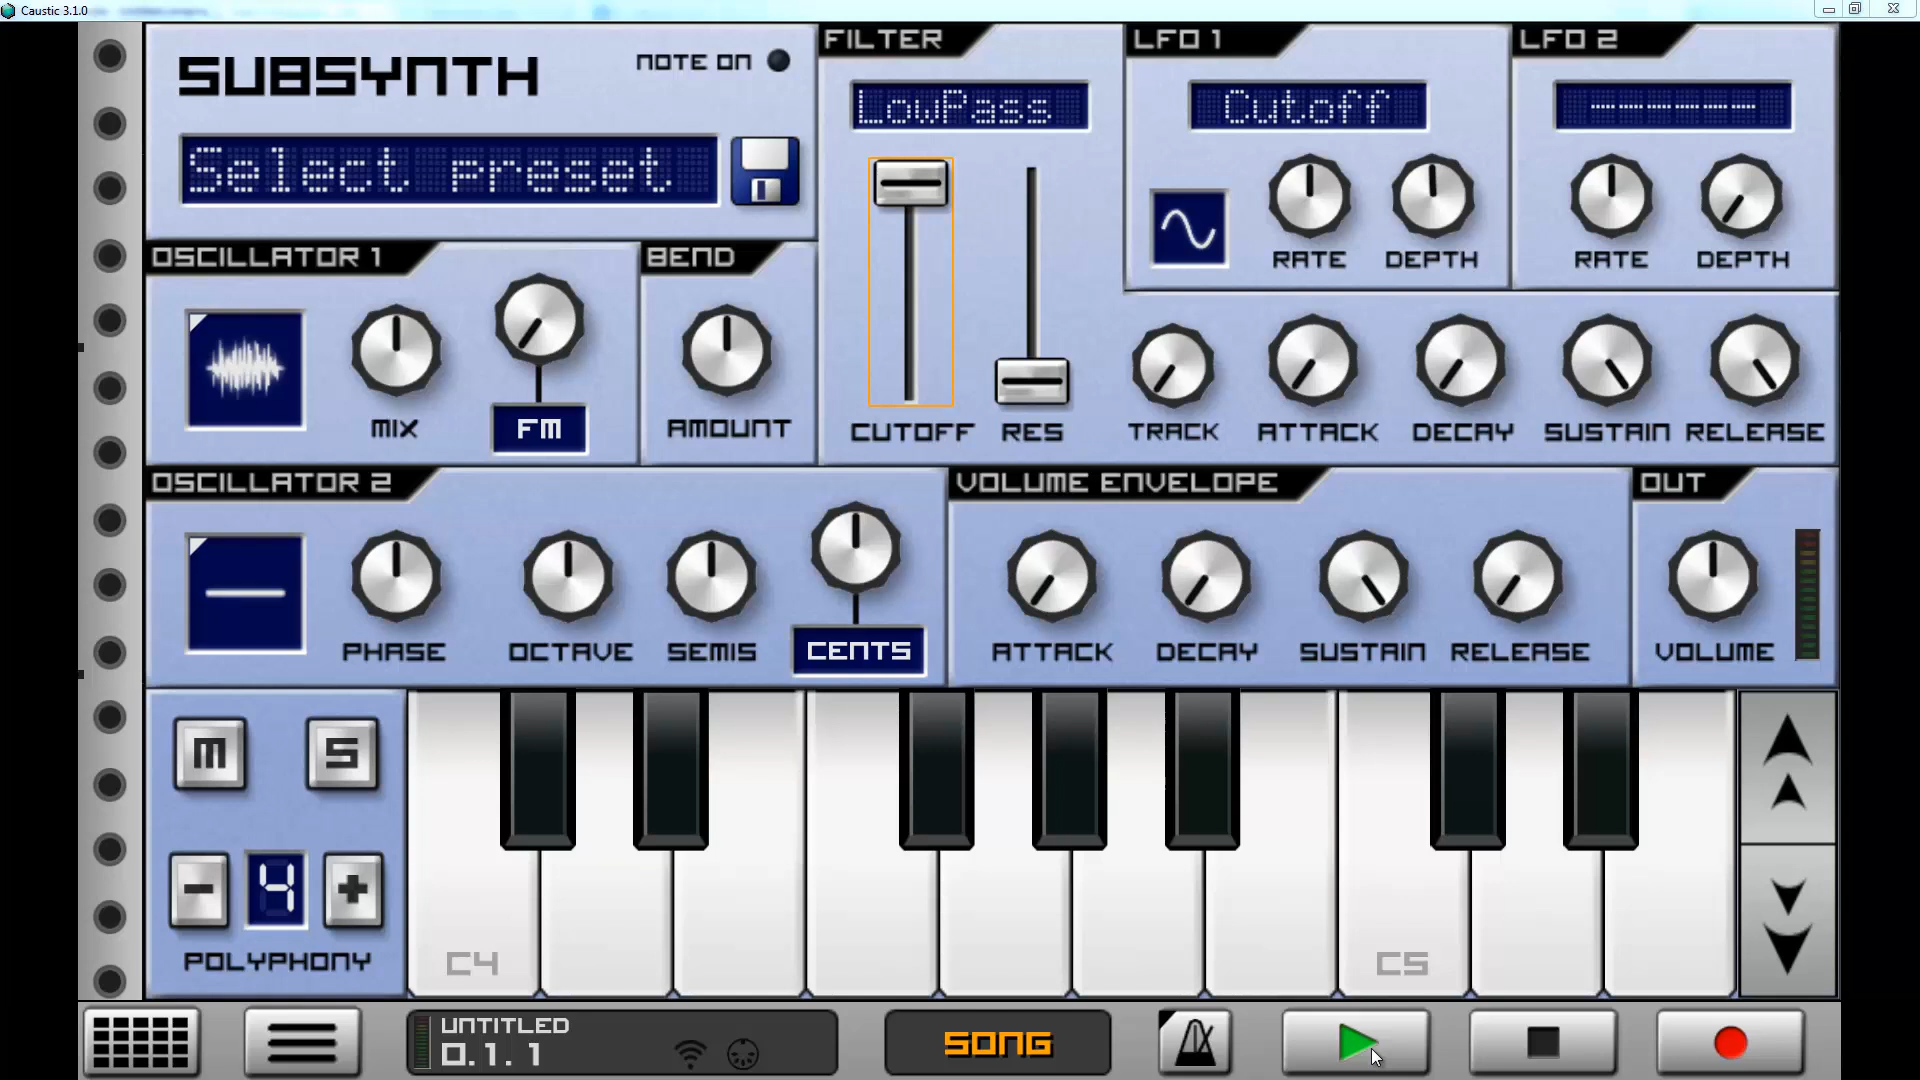 Caustic 3.1.0
SUBSYNTH
NOTE ON
Select preset
FILTER
LowPass
CUTOFF
RES
LFO 1
Cutoff
RATE
DEPTH
LFO 2
-------
RATE
DEPTH
OSCILLATOR 1
MIX
FM
BEND
AMOUNT
TRACK
ATTACK
DECAY
SUSTAIN
RELEASE
OSCILLATOR 2
PHASE
OCTAVE
SEMIS
CENTS
VOLUME ENVELOPE
ATTACK
DECAY
SUSTAIN
RELEASE
OUT
VOLUME
M
S
- 4 +
POLYPHONY
C4
C5
UNTITLED
0.1.1
SONG